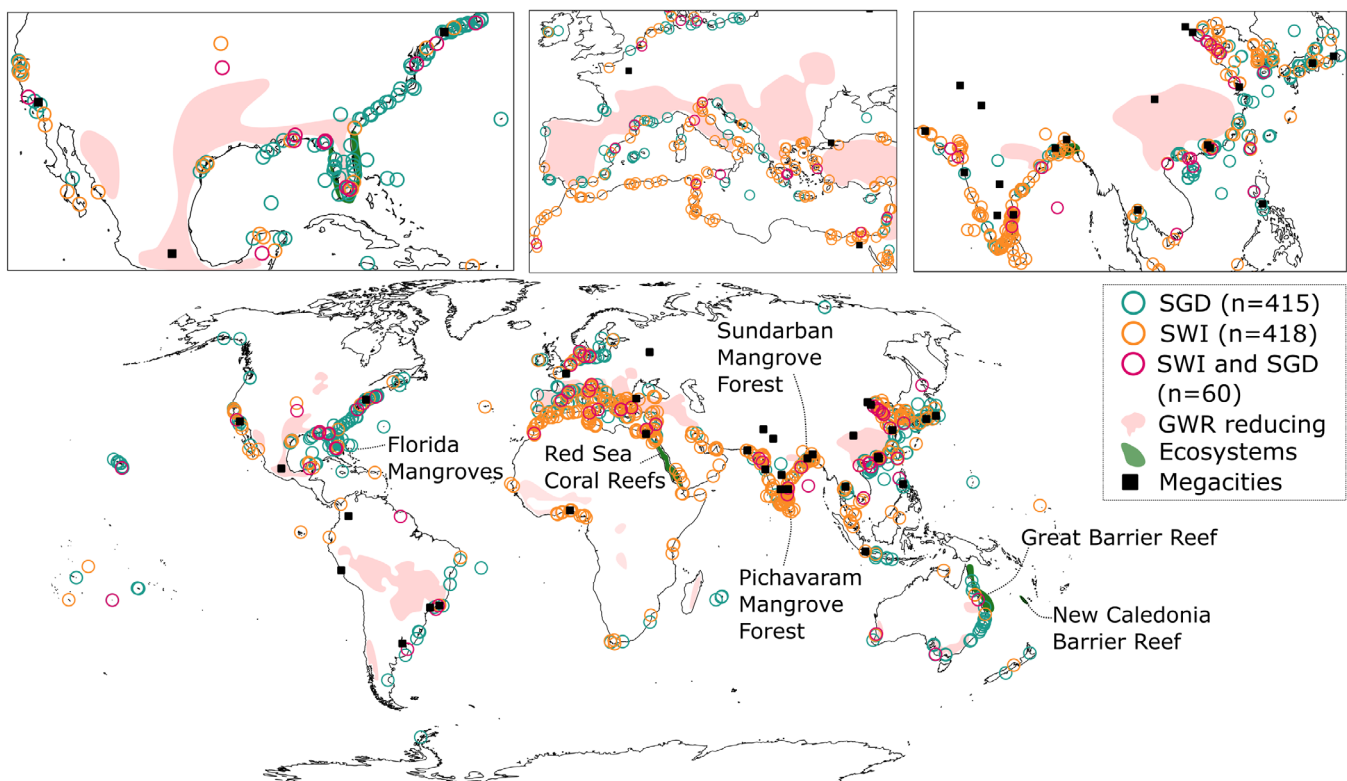 SGD (n=415)
SWI (n=418)
SWI and SGD
(n=60)
GWR reducing
Ecosystems
Megacities
Sundarban
Mangrove
Forest
Florida
Mangroves
Red Sea
Coral Reefs
Great Barrier Reef
Pichavaram
Mangrove
Forest
New Caledonia
Barrier Reef